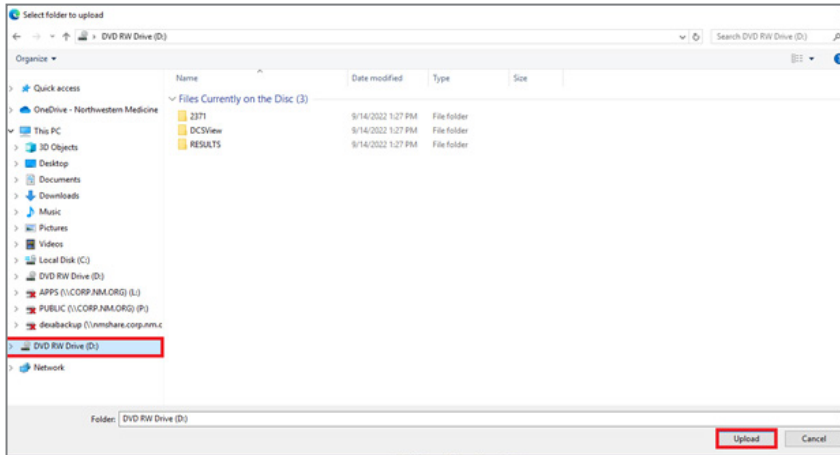 Select folder to upload
DVD RW Drive (D:)
Search DVD RW Drive (D:)
Organize
Name Date modified Type Size
Quick access
OneDrive - Northwestern Medicine
This PC
3D Objects
Desktop
Documents
Downloads
Music
Pictures
Videos
Local Disk (C:)
DVD RW Drive (D:)
APPS (\\CORP.NM.ORG) (L:)
PUBLIC (\\CORP.NM.ORG) (P:)
dexabackup (\\nmshare.corp.nm.c
DVD RW Drive (D:)
Network
Files Currently on the Disc (3)
2371 9/14/2022 1:27 PM File folder
DCSView 9/14/2022 1:27 PM File folder
RESULTS 9/14/2022 1:27 PM File folder
Folder: DVD RW Drive (D:)
Upload Cancel